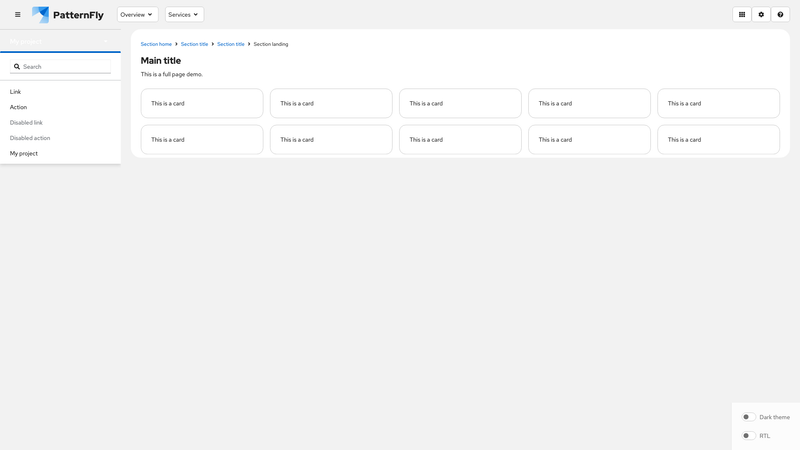 PatternFly
Overview
Services
My project
Search
Link
Action
Disabled link
Disabled action
My project
Section home
Section title
Section title
Section landing
Main title
This is a full page demo.
This is a card
This is a card
This is a card
This is a card
This is a card
This is a card
This is a card
This is a card
This is a card
This is a card
Dark theme
RTL